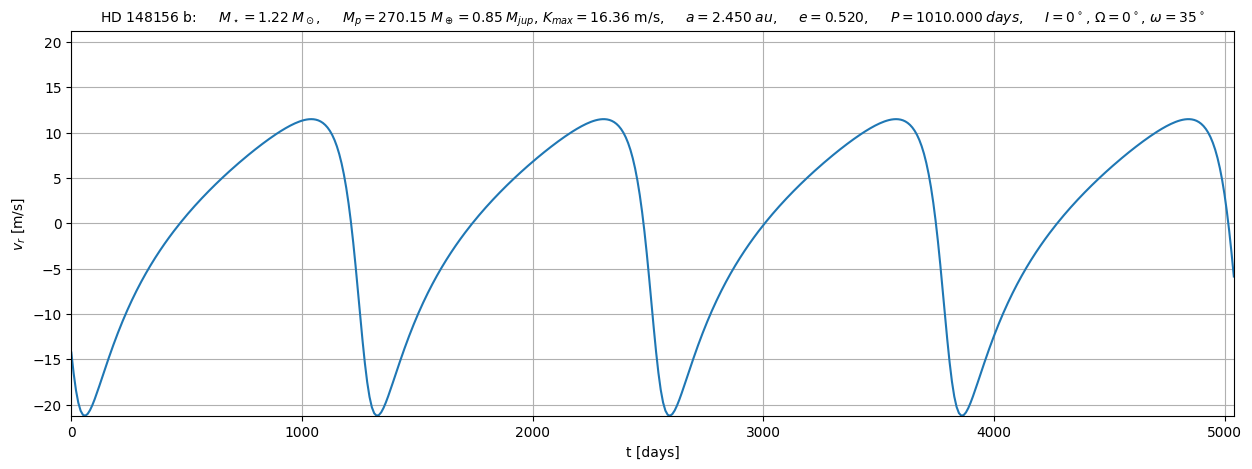 HD 148156 b: M⋆ = 1.22 M⊙, Mp = 270.15 M⊕ = 0.85 Mjup, Kmax = 16.36 m/s, a = 2.450 au, e = 0.520, P = 1010.000 days, I = 0°, Ω = 0°, ω = 35°
20
15
10
5
0
−5
−10
−15
−20
vr [m/s]
0 1000 2000 3000 4000 5000
t [days]